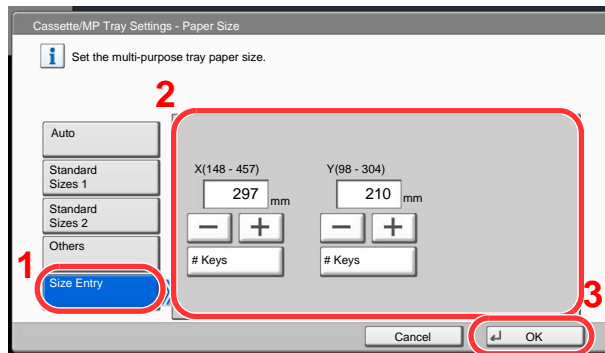 Cassette/MP Tray Settings - Paper Size
Set the multi-purpose tray paper size.
2
Auto
Standard
Sizes 1
Standard
Sizes 2
Others
1
Size Entry
X(148 - 457)
297 mm
# Keys
Y(98 - 304)
210 mm
# Keys
3
Cancel
OK